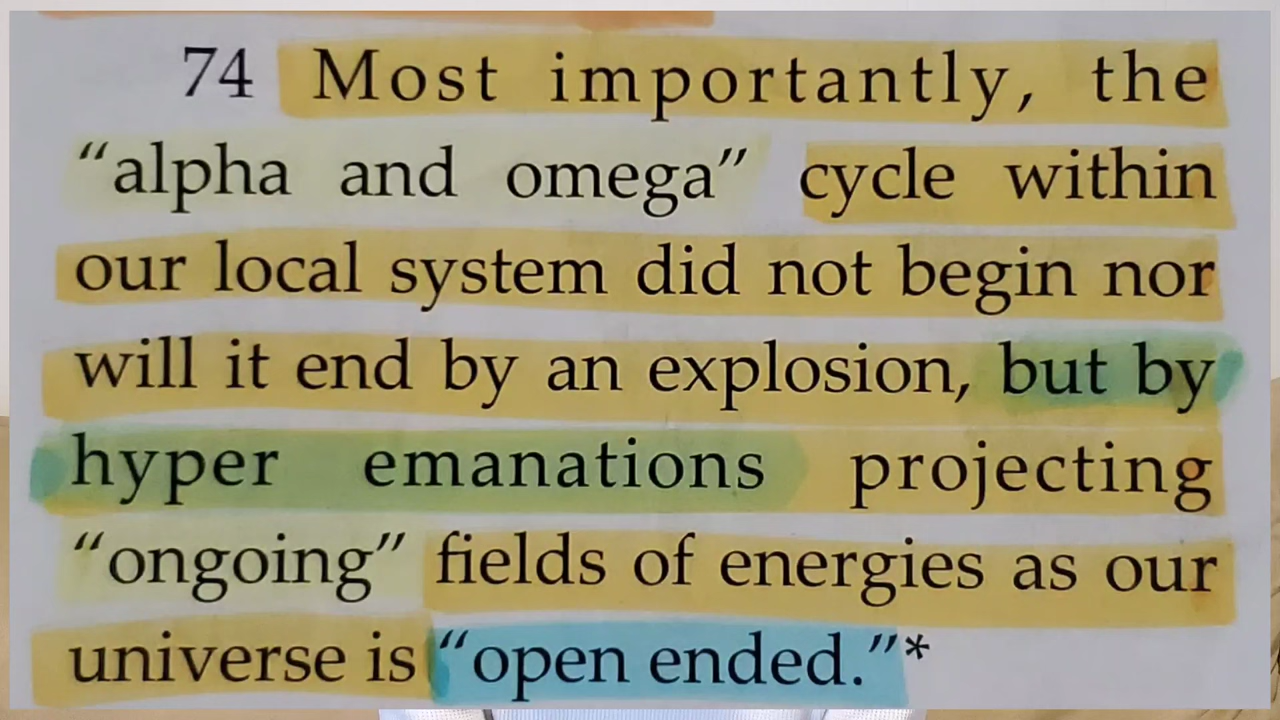 74 Most importantly, the
“alpha and omega” cycle within
our local system did not begin nor
will it end by an explosion, but by
hyper emanations projecting
“ongoing” fields of energies as our
universe is “open ended.”*